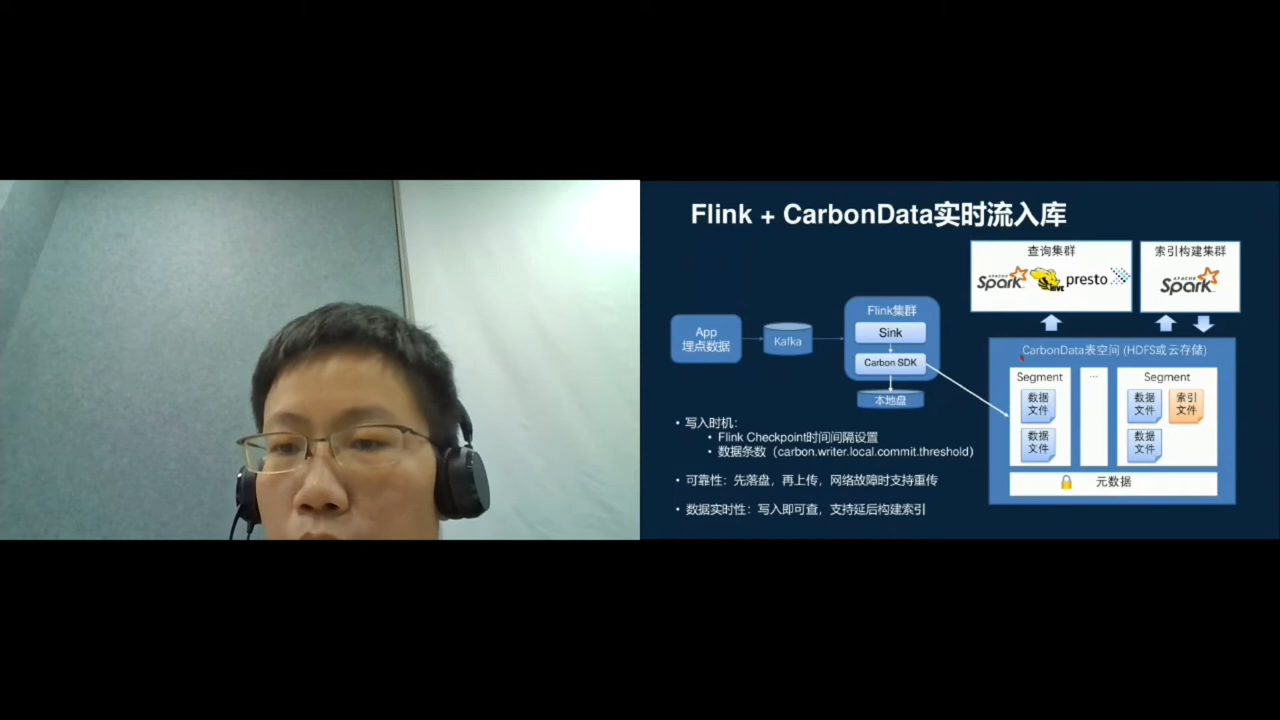 Flink + CarbonData实时流入库
查询集群
APACHE Spark HIVE presto
索引构建集群
APACHE Spark
App
埋点数据
Kafka
Flink集群
Sink
Carbon SDK
本地盘
CarbonData表空间 (HDFS或云存储)
Segment
数据
文件
数据
文件
...
Segment
数据
文件
索引
文件
数据
文件
元数据
• 写入时机：
• Flink Checkpoint时间间隔设置
• 数据条数（carbon.writer.local.commit.threshold）
• 可靠性：先落盘，再上传，网络故障时支持重传
• 数据实时性：写入即可查，支持延后构建索引